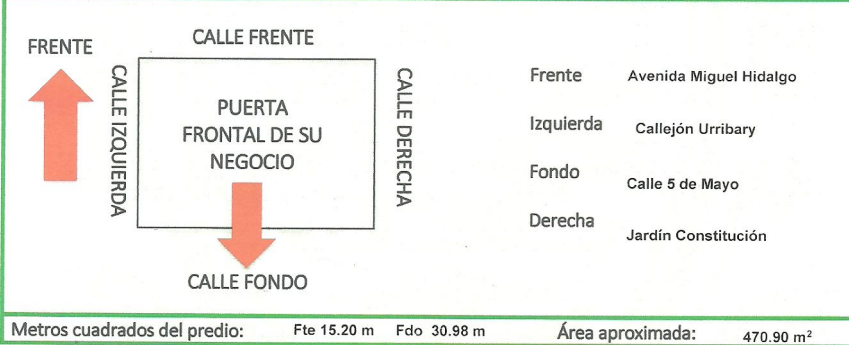 CALLE FRENTE
FRENTE
CALLE IZQUIERDA
PUERTA
FRONTAL DE SU
NEGOCIO
CALLE DERECHA
CALLE FONDO
Frente Avenida Miguel Hidalgo
Izquierda Callejón Urribary
Fondo Calle 5 de Mayo
Derecha Jardín Constitución
Metros cuadrados del predio: Fte 15.20 m Fdo 30.98 m Área aproximada: 470.90 m²